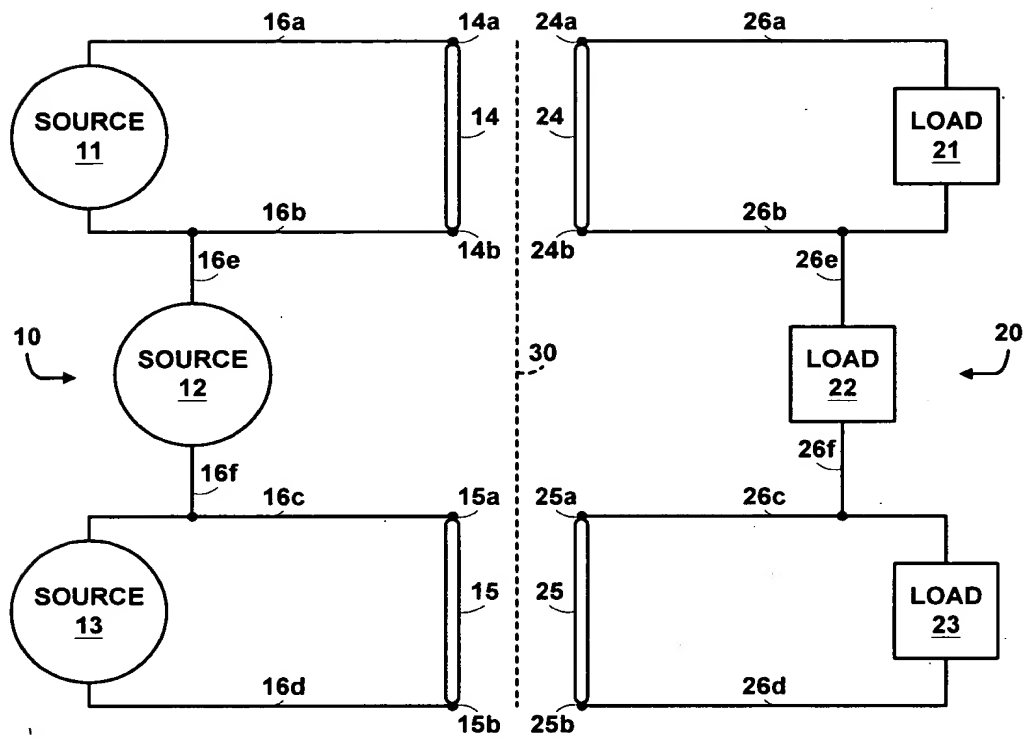 16a 14a 24a 26a
SOURCE
11
14 24
LOAD
21
16b 14b 24b 26b
16e 26e
10
SOURCE
12
30
LOAD
22
20
16f 26f
16c 15a 25a 26c
SOURCE
13
15 25
LOAD
23
16d 15b 25b 26d